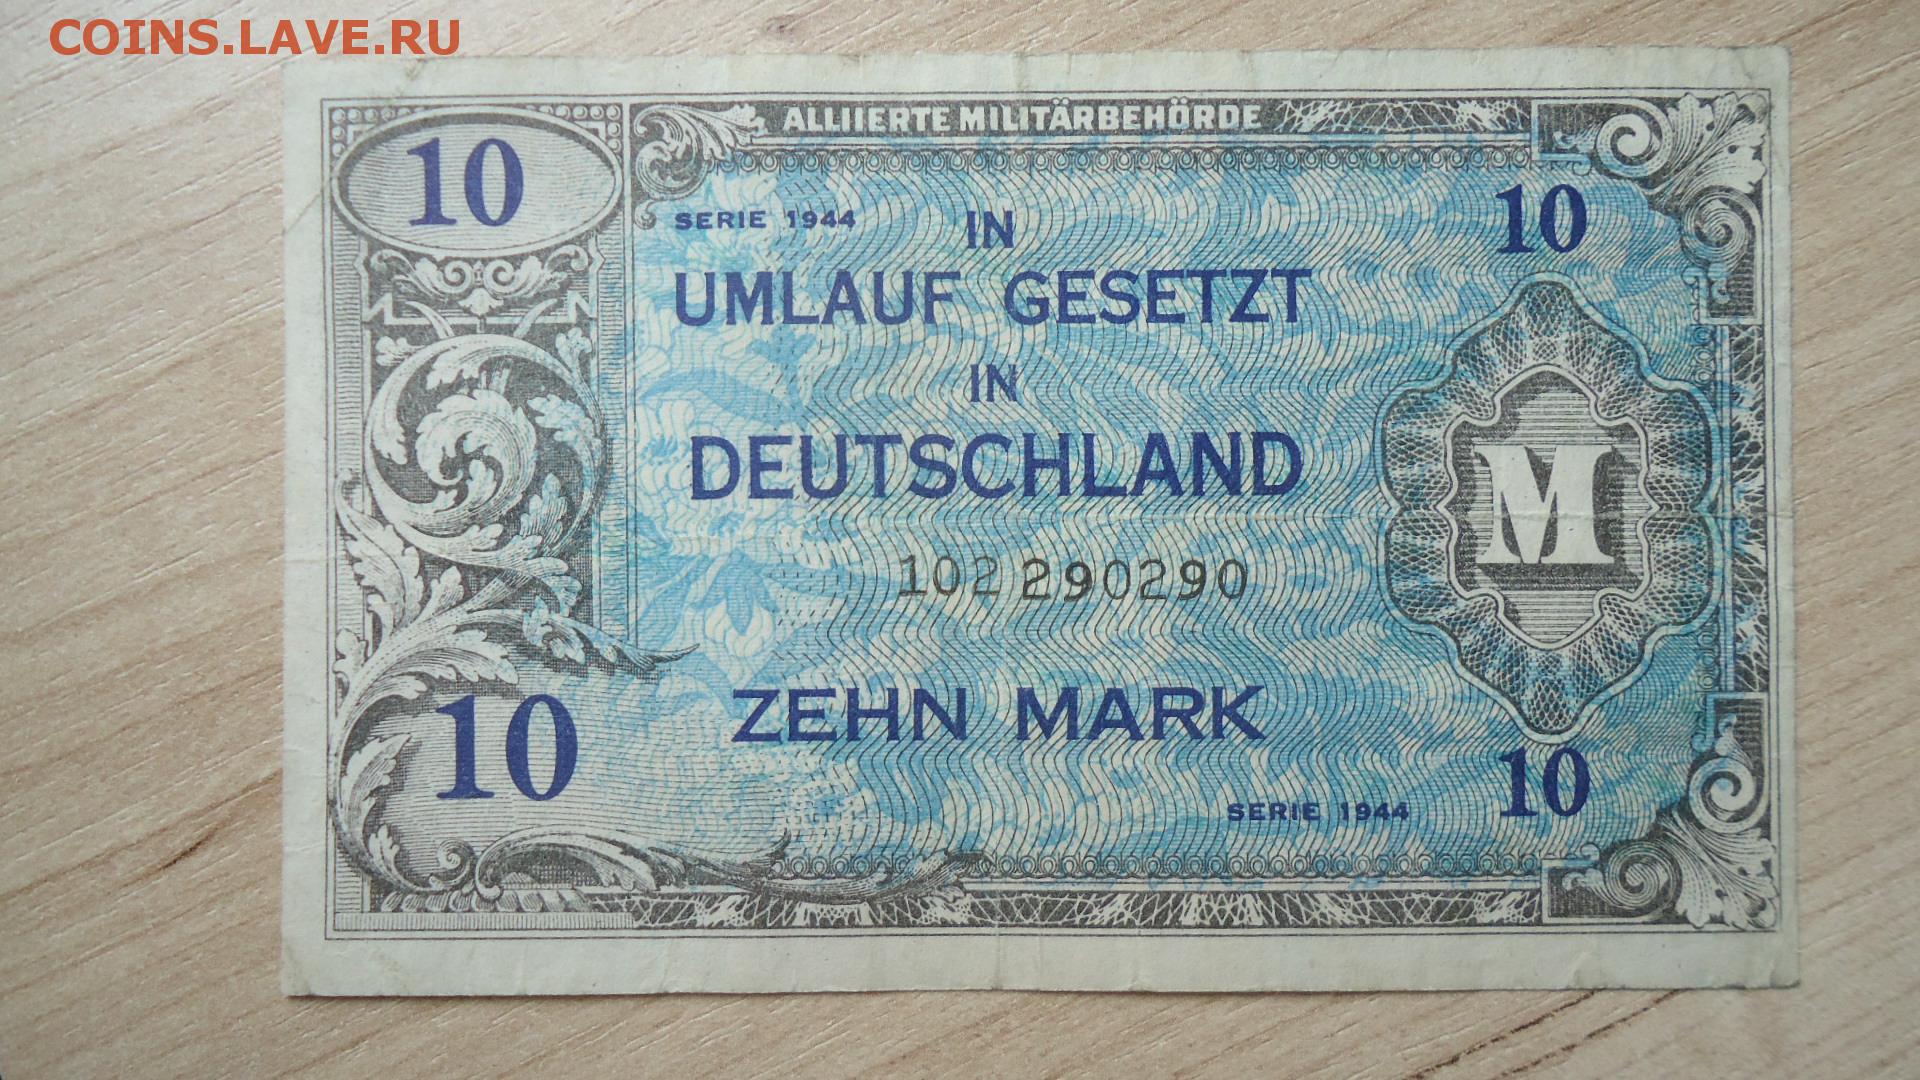 COINS.LAVE.RU
ALLIIERTE MILITÄRBEHÖRDE
10
10
SERIE 1944
IN
UMLAUF GESETZT
IN
DEUTSCHLAND
M
102290290
ZEHN MARK
10
10
SERIE 1944